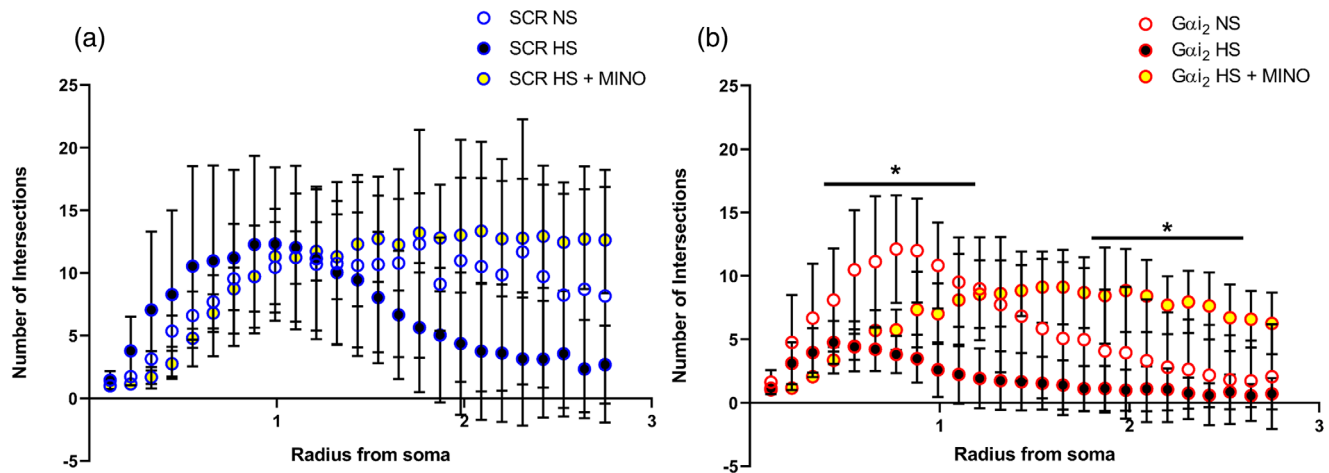 (a)
SCR NS
SCR HS
SCR HS + MINO
25
20
15
10
5
0
-5
Number of Intersections
1
2
3
Radius from soma
(b)
Gαi₂ NS
Gαi₂ HS
Gαi₂ HS + MINO
25
20
15
10
5
0
-5
Number of Intersections
*
*
1
2
3
Radius from soma